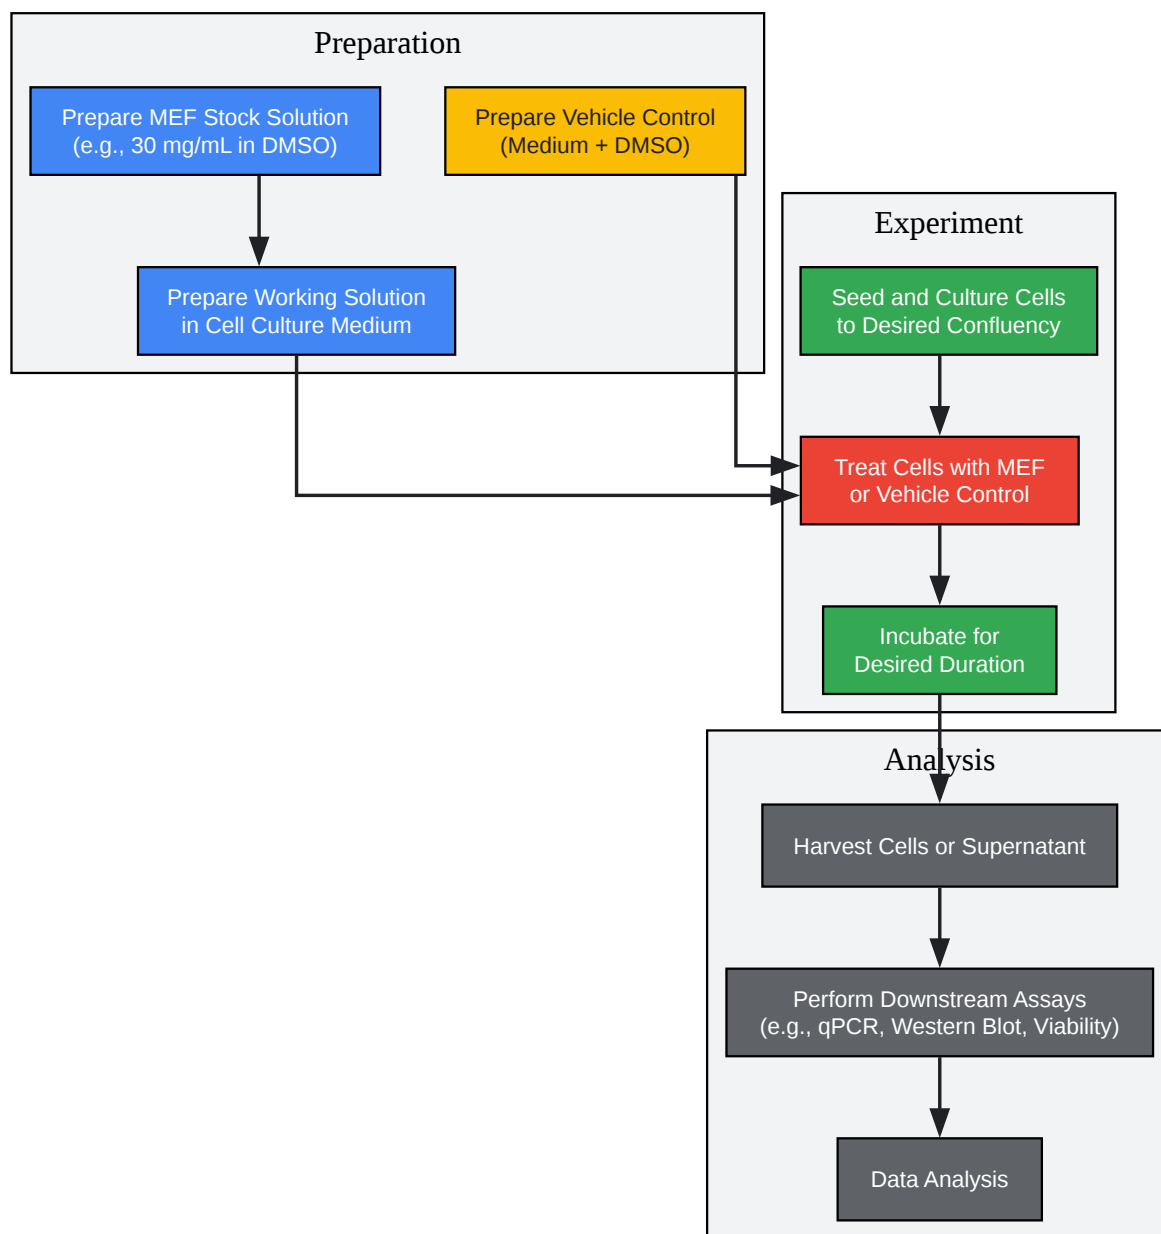 Preparation
Prepare MEF Stock Solution
(e.g., 30 mg/mL in DMSO)
Prepare Vehicle Control
(Medium + DMSO)
Prepare Working Solution
in Cell Culture Medium
Experiment
Seed and Culture Cells
to Desired Confluency
Treat Cells with MEF
or Vehicle Control
Incubate for
Desired Duration
Analysis
Harvest Cells or Supernatant
Perform Downstream Assays
(e.g., qPCR, Western Blot, Viability)
Data Analysis